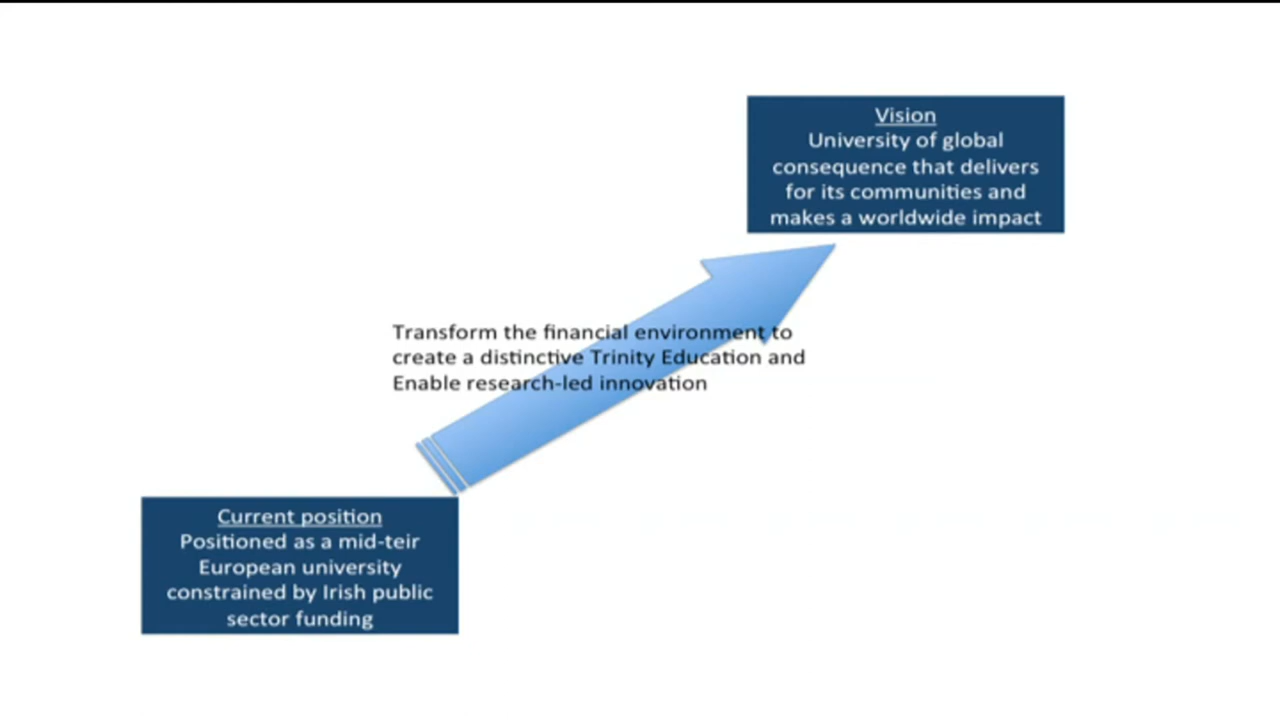 Vision
University of global
consequence that delivers
for its communities and
makes a worldwide impact
Transform the financial environment to
create a distinctive Trinity Education and
Enable research-led innovation
Current position
Positioned as a mid-teir
European university
constrained by Irish public
sector funding